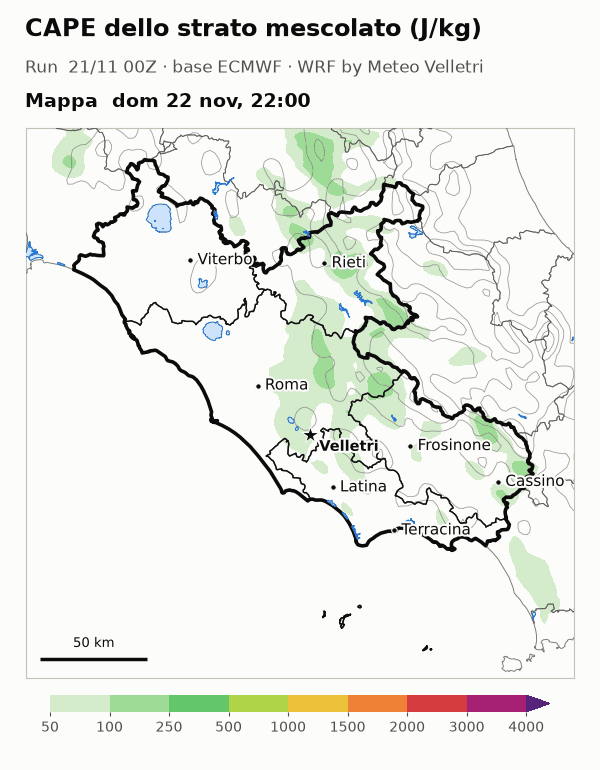 CAPE dello strato mescolato (J/kg)
Run 21/11 00Z · base ECMWF · WRF by Meteo Velletri
Mappa dom 22 nov, 22:00
Viterbo
Rieti
Roma
Velletri
Frosinone
Latina
Cassino
Terracina
50 km
50 100 250 500 1000 1500 2000 3000 4000